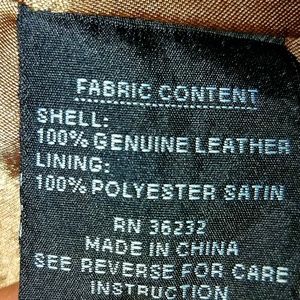 FABRIC CONTENT
SHELL:
100% GENUINE LEATHER
LINING:
100% POLYESTER SATIN
RN 36232
MADE IN CHINA
SEE REVERSE FOR CARE
INSTRUCTION